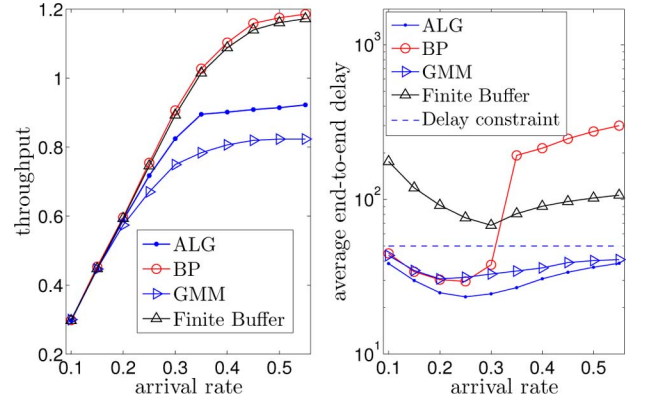 1.2
1
0.8
0.6
0.4
0.2
throughput
0.1 0.2 0.3 0.4 0.5
arrival rate
ALG
BP
GMM
Finite Buffer
10^3
10^2
10^1
average end-to-end delay
0.1 0.2 0.3 0.4 0.5
arrival rate
ALG
BP
GMM
Finite Buffer
Delay constraint